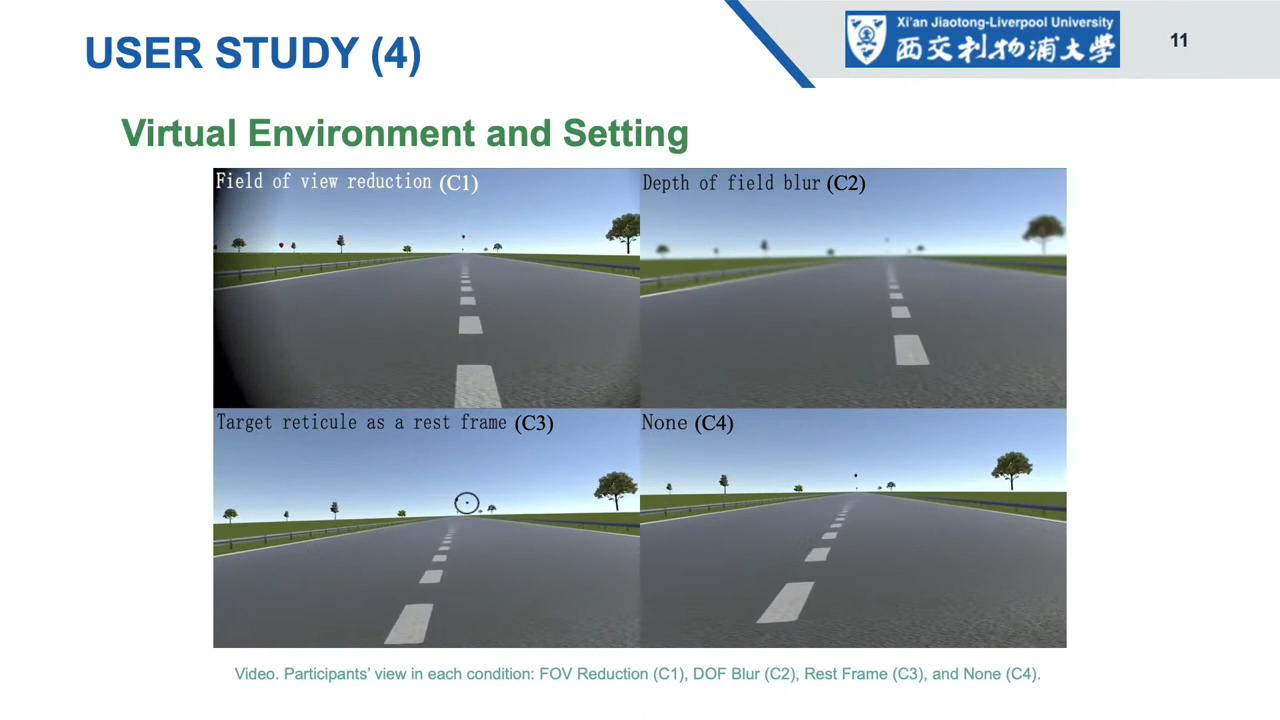 USER STUDY (4)
Xi'an Jiaotong-Liverpool University
西交利物浦大學
11
Virtual Environment and Setting
Field of view reduction (C1)
Depth of field blur (C2)
Target reticule as a rest frame (C3)
None (C4)
Video. Participants' view in each condition: FOV Reduction (C1), DOF Blur (C2), Rest Frame (C3), and None (C4).